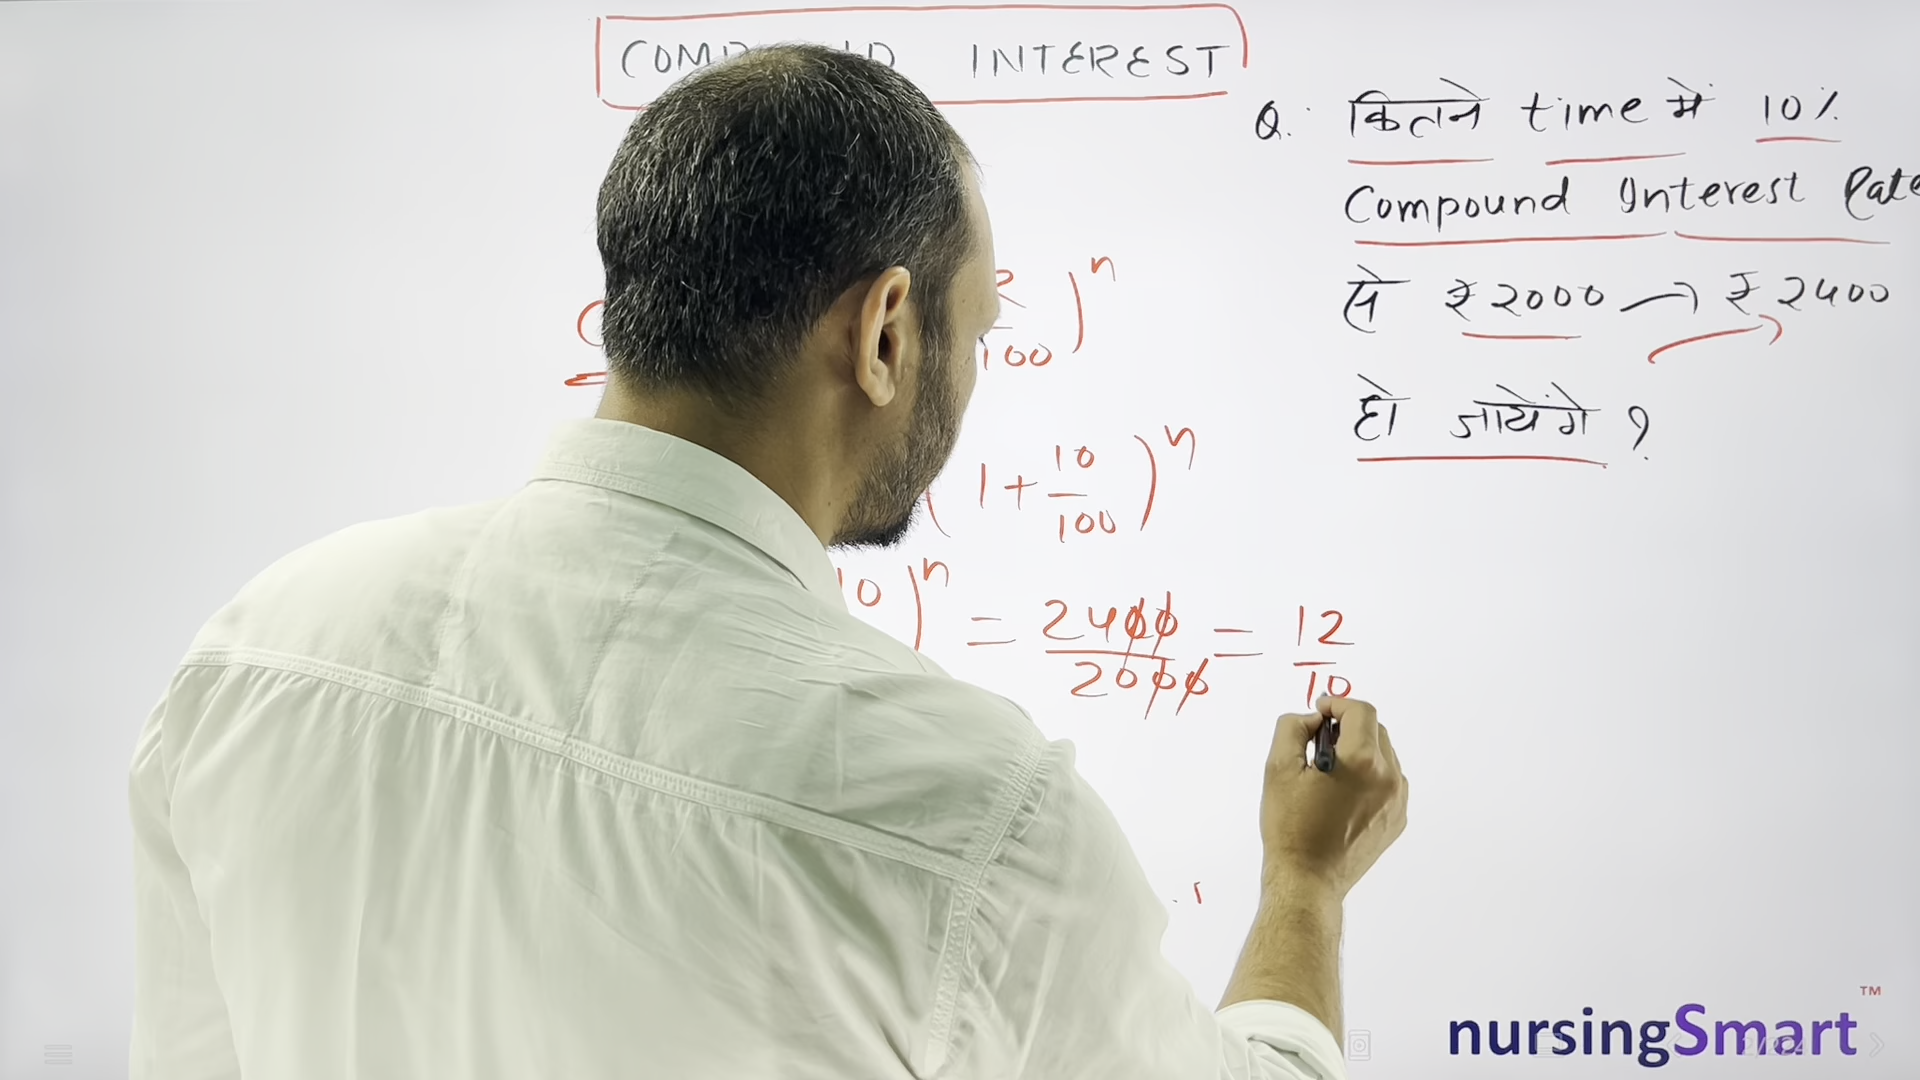 INTEREST
Q. कितने time में 10%
Compound Interest Rate
से ₹2000 → ₹2400
हो जायेंगे ?
100 ) n
( 1 + 10/100 ) n
10 ) n = 2400/2000 = 12/10
nursingSmart TM